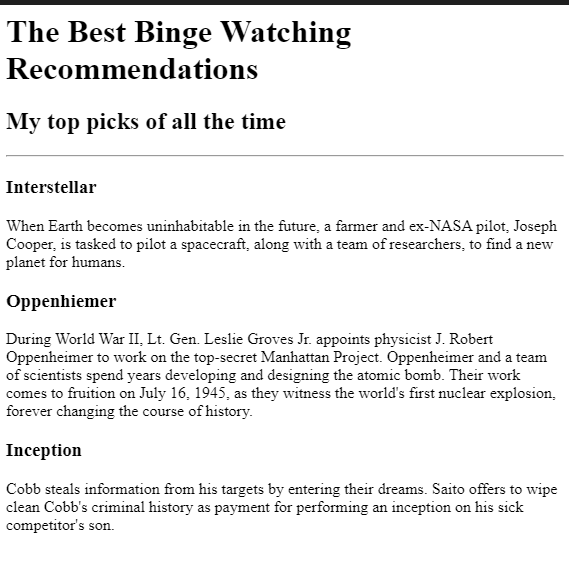 The Best Binge Watching
Recommendations
My top picks of all the time
Interstellar
When Earth becomes uninhabitable in the future, a farmer and ex-NASA pilot, Joseph
Cooper, is tasked to pilot a spacecraft, along with a team of researchers, to find a new
planet for humans.
Oppenhiemer
During World War II, Lt. Gen. Leslie Groves Jr. appoints physicist J. Robert
Oppenheimer to work on the top-secret Manhattan Project. Oppenheimer and a team
of scientists spend years developing and designing the atomic bomb. Their work
comes to fruition on July 16, 1945, as they witness the world's first nuclear explosion,
forever changing the course of history.
Inception
Cobb steals information from his targets by entering their dreams. Saito offers to wipe
clean Cobb's criminal history as payment for performing an inception on his sick
competitor's son.